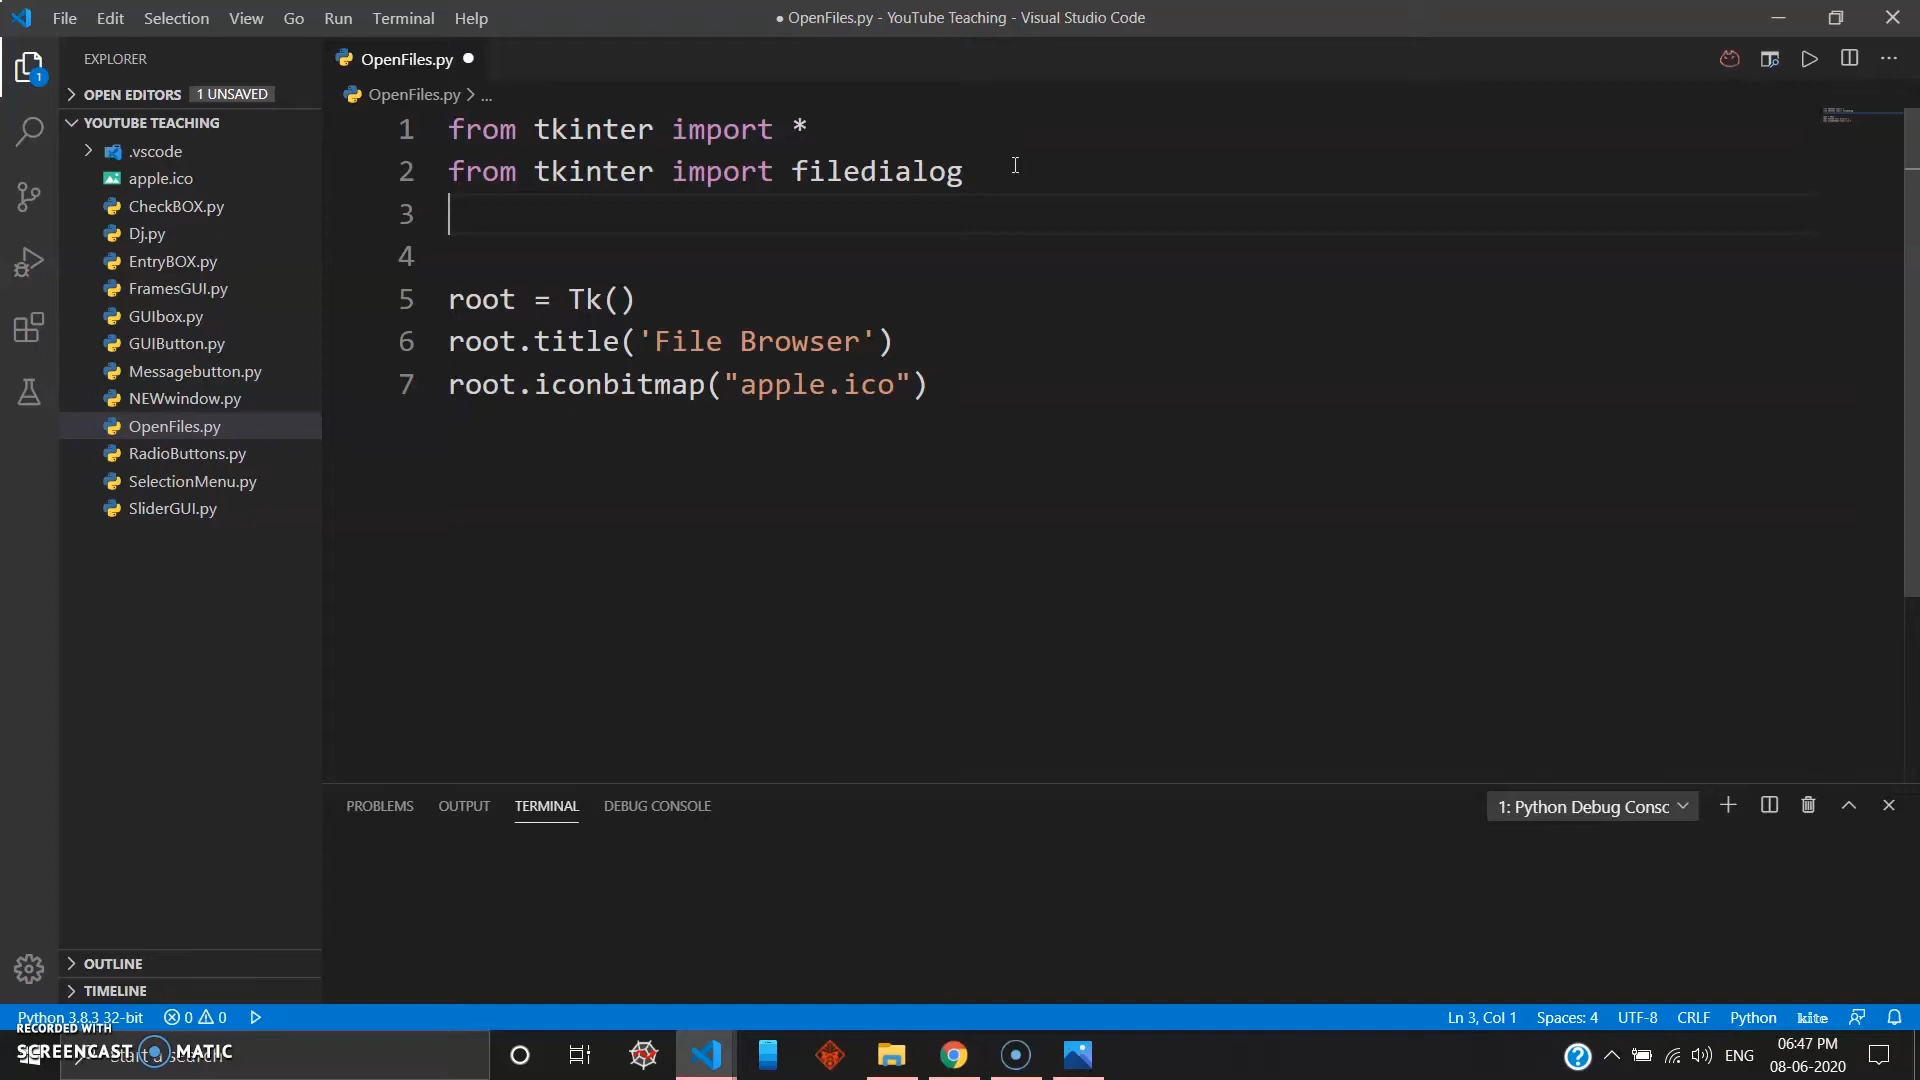 File Edit Selection View Go Run Terminal Help
● OpenFiles.py - YouTube Teaching - Visual Studio Code
EXPLORER
OPEN EDITORS 1 UNSAVED
YOUTUBE TEACHING
.vscode
apple.ico
CheckBOX.py
Dj.py
EntryBOX.py
FramesGUI.py
GUIbox.py
GUIButton.py
Messagebutton.py
NEWwindow.py
OpenFiles.py
RadioButtons.py
SelectionMenu.py
SliderGUI.py
OUTLINE
TIMELINE
1
OpenFiles.py
OpenFiles.py > ...
1 from tkinter import *
2 from tkinter import filedialog
3
4
5 root = Tk()
6 root.title('File Browser')
7 root.iconbitmap("apple.ico")
PROBLEMS OUTPUT TERMINAL DEBUG CONSOLE
1: Python Debug Consc
Python 3.8.3 32-bit 0 0
Ln 3, Col 1 Spaces: 4 UTF-8 CRLF Python kite
RECORDED WITH
SCREENCAST MATIC
ENG
06:47 PM
08-06-2020